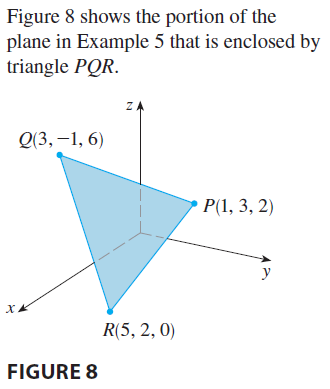 Figure 8 shows the portion of the
plane in Example 5 that is enclosed by
triangle PQR.
z
Q(3, −1, 6)
P(1, 3, 2)
y
x
R(5, 2, 0)
FIGURE 8